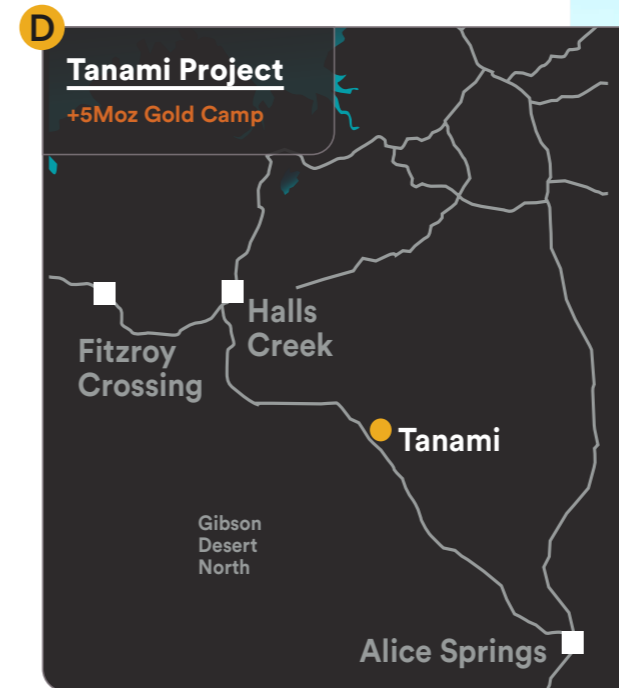 D
Tanami Project
+5Moz Gold Camp
Halls
Creek
Fitzroy
Crossing
Tanami
Gibson
Desert
North
Alice Springs